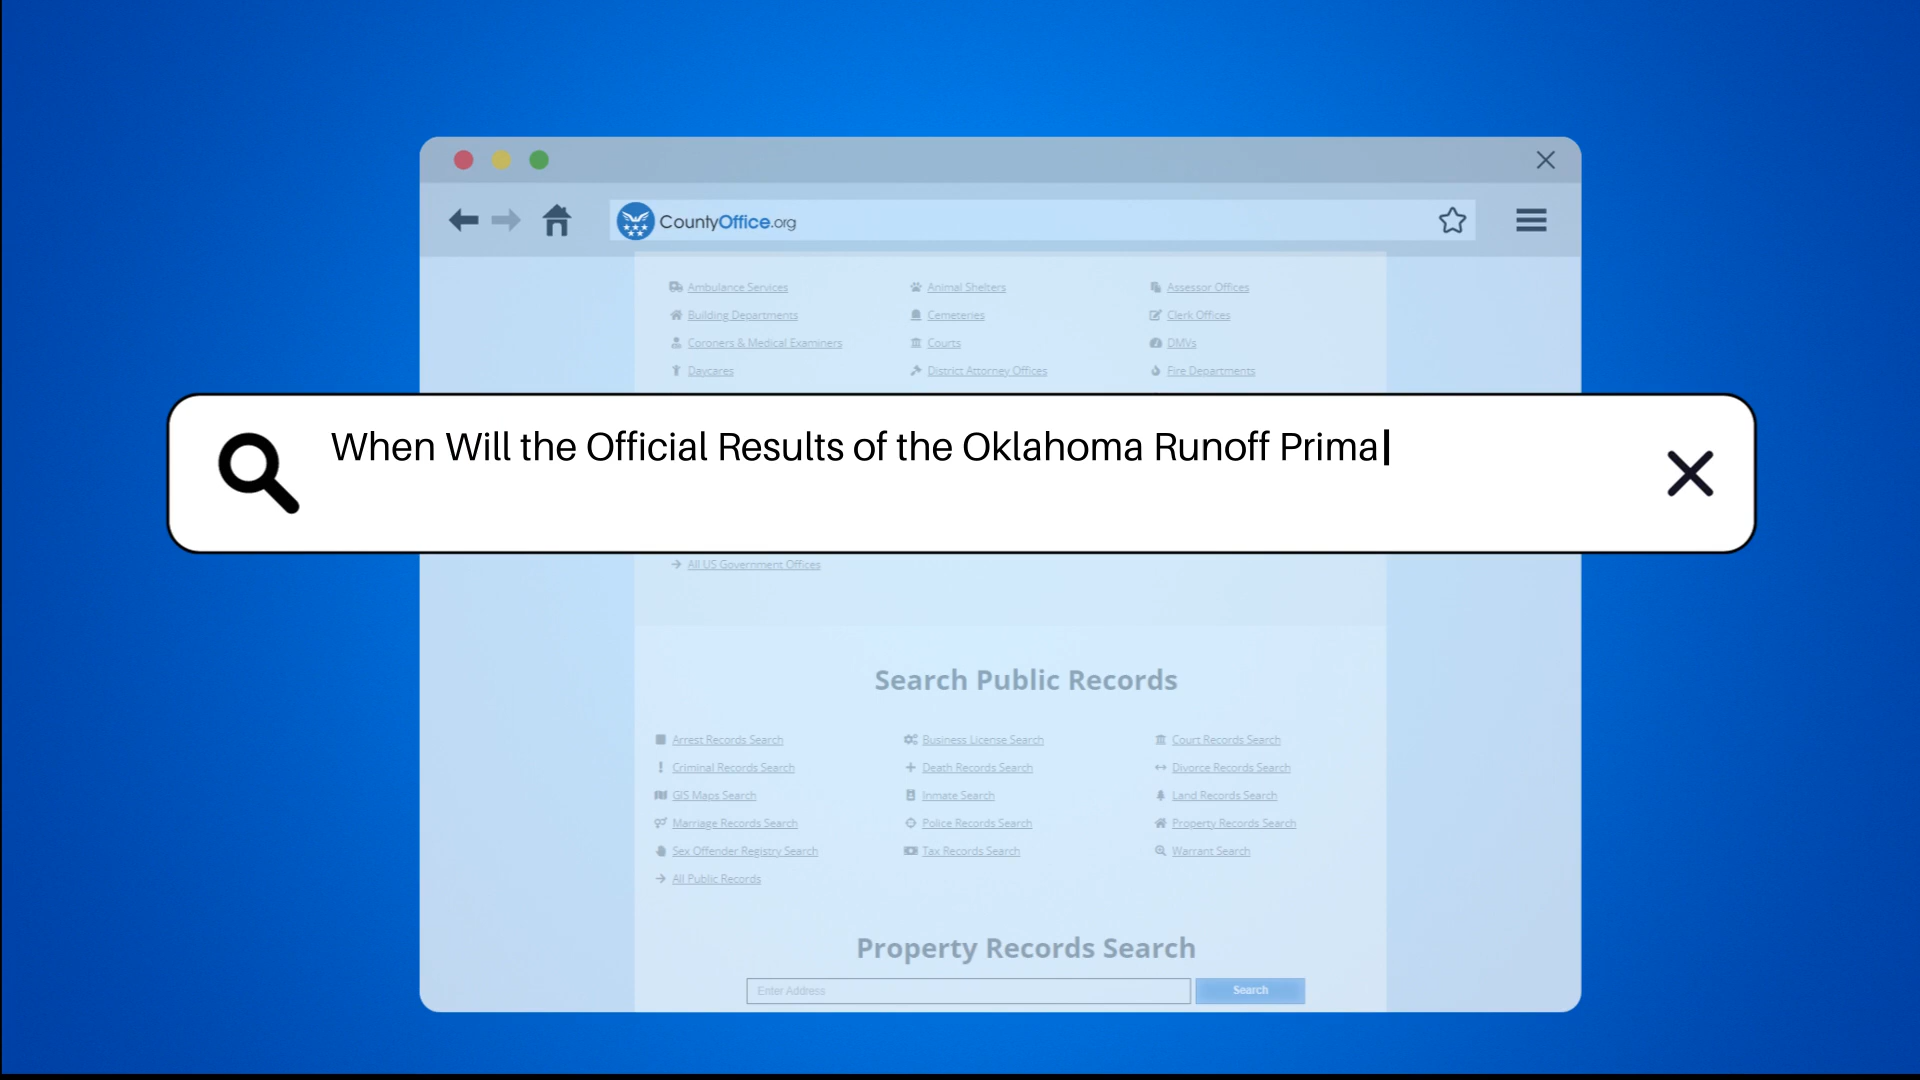 CountyOffice.org
Ambulance Services Animal Shelters Assessor Offices
Building Departments Cemeteries Clerk Offices
Coroners & Medical Examiners Courts DMVs
Daycares District Attorney Offices Fire Departments
When Will the Official Results of the Oklahoma Runoff Prima
All US Government Offices
Search Public Records
Arrest Records Search Business License Search Court Records Search
Criminal Records Search Death Records Search Divorce Records Search
GIS Maps Search Inmate Search Land Records Search
Marriage Records Search Police Records Search Property Records Search
Sex Offender Registry Search Tax Records Search Warrant Search
All Public Records
Property Records Search
Enter Address Search